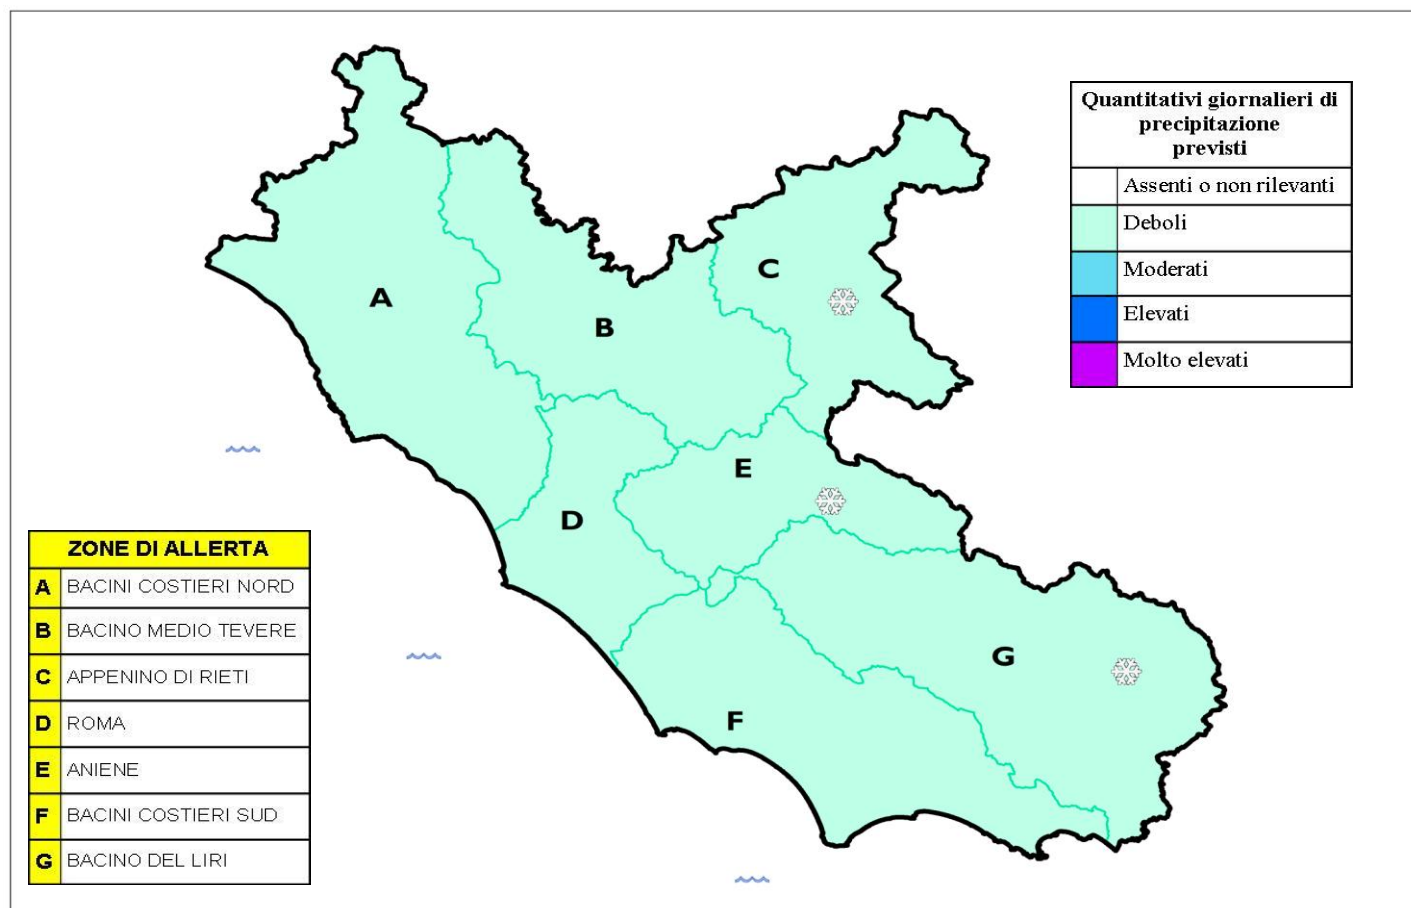 Quantitativi giornalieri di
precipitazione
previsti
Assenti o non rilevanti
Deboli
Moderati
Elevati
Molto elevati
A
B
C
E
D
G
F
ZONE DI ALLERTA
A BACINI COSTIERI NORD
B BACINO MEDIO TEVERE
C APPENINO DI RIETI
D ROMA
E ANIENE
F BACINI COSTIERI SUD
G BACINO DEL LIRI